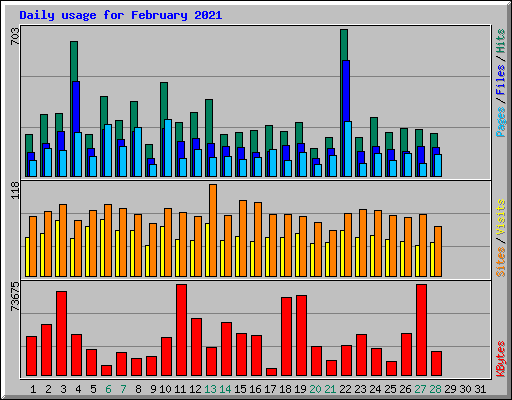 Daily usage for February 2021
703
Pages / Files / Hits
118
Sites / Visits
73675
KBytes
1 2 3 4 5 6 7 8 9 10 11 12 13 14 15 16 17 18 19 20 21 22 23 24 25 26 27 28 29 30 31